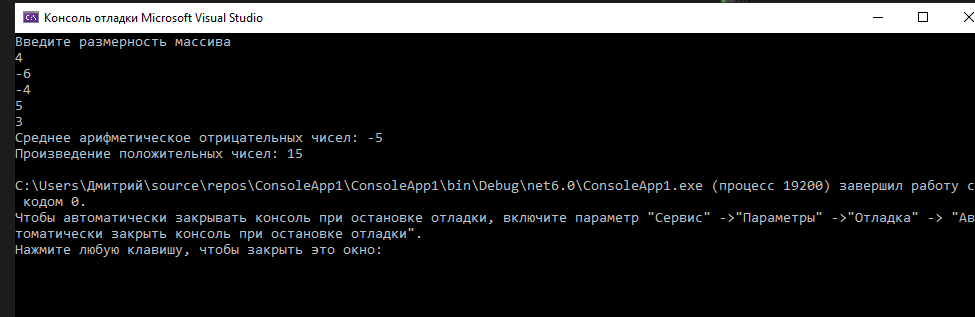 Консоль отладки Microsoft Visual Studio
Введите размерность массива
4
-6
-4
5
3
Среднее арифметическое отрицательных чисел: -5
Произведение положительных чисел: 15
C:\Users\Дмитрий\source\repos\ConsoleApp1\ConsoleApp1\bin\Debug\net6.0\ConsoleApp1.exe (процесс 19200) завершил работу с
кодом 0.
Чтобы автоматически закрывать консоль при остановке отладки, включите параметр "Сервис" ->"Параметры" ->"Отладка" -> "Ав
томатически закрыть консоль при остановке отладки".
Нажмите любую клавишу, чтобы закрыть это окно: